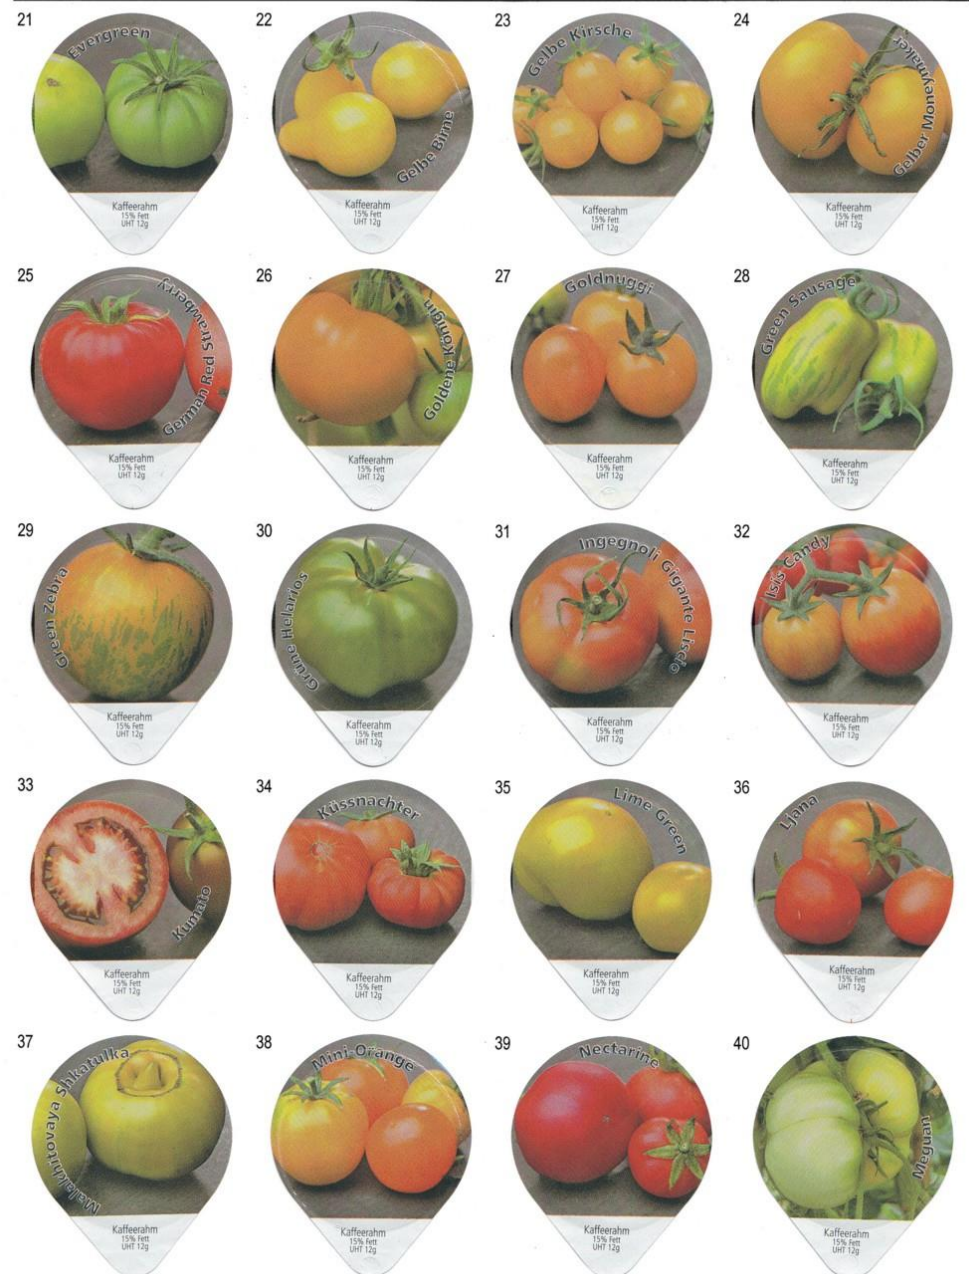 21
Evergreen
Kaffeerahm
15% Fett
UHT 12g
22
Gelbe Birne
Kaffeerahm
15% Fett
UHT 12g
23
Gelbe Kirsche
Kaffeerahm
15% Fett
UHT 12g
24
Gelber Moneymaker
Kaffeerahm
15% Fett
UHT 12g
25
German Red Strawberry
Kaffeerahm
15% Fett
UHT 12g
26
Goldene Königin
Kaffeerahm
15% Fett
UHT 12g
27
Goldnuggi
Kaffeerahm
15% Fett
UHT 12g
28
Green Sausage
Kaffeerahm
15% Fett
UHT 12g
29
Green Zebra
Kaffeerahm
15% Fett
UHT 12g
30
Grüne Helarios
Kaffeerahm
15% Fett
UHT 12g
31
Ingegnoli Gigante Liscio
Kaffeerahm
15% Fett
UHT 12g
32
Isis Candy
Kaffeerahm
15% Fett
UHT 12g
33
Kumato
Kaffeerahm
15% Fett
UHT 12g
34
Küssnachter
Kaffeerahm
15% Fett
UHT 12g
35
Lime Green
Kaffeerahm
15% Fett
UHT 12g
36
Ljana
Kaffeerahm
15% Fett
UHT 12g
37
Malakhitovaya Shkatulka
Kaffeerahm
15% Fett
UHT 12g
38
Mini Orange
Kaffeerahm
15% Fett
UHT 12g
39
Nectarine
Kaffeerahm
15% Fett
UHT 12g
40
Meguan
Kaffeerahm
15% Fett
UHT 12g